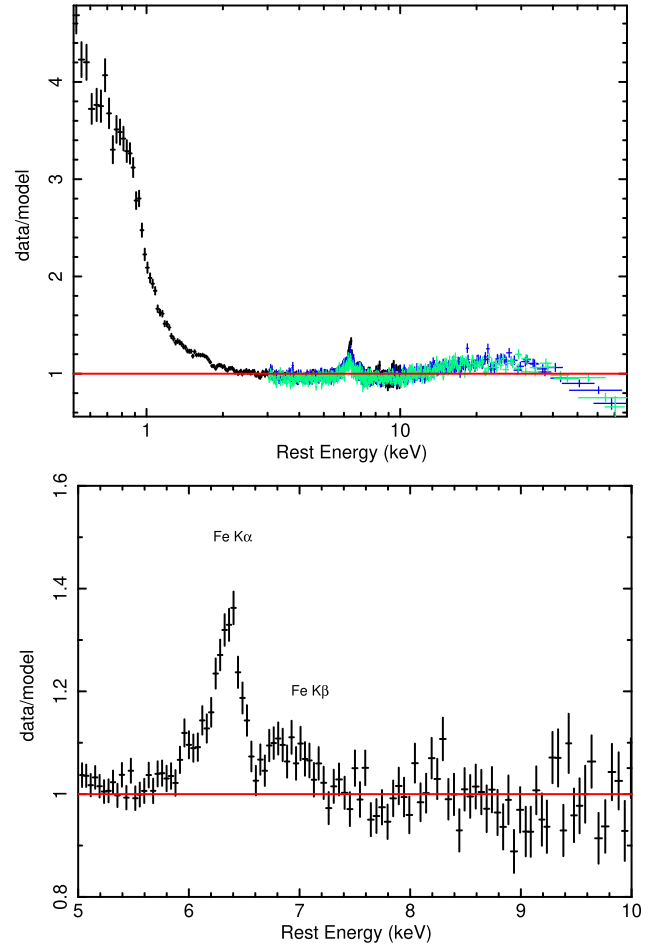 4
3
2
1
data/model
1
10
Rest Energy (keV)
1.6
1.4
1.2
1
0.8
data/model
Fe Kα
Fe Kβ
5
6
7
8
9
10
Rest Energy (keV)